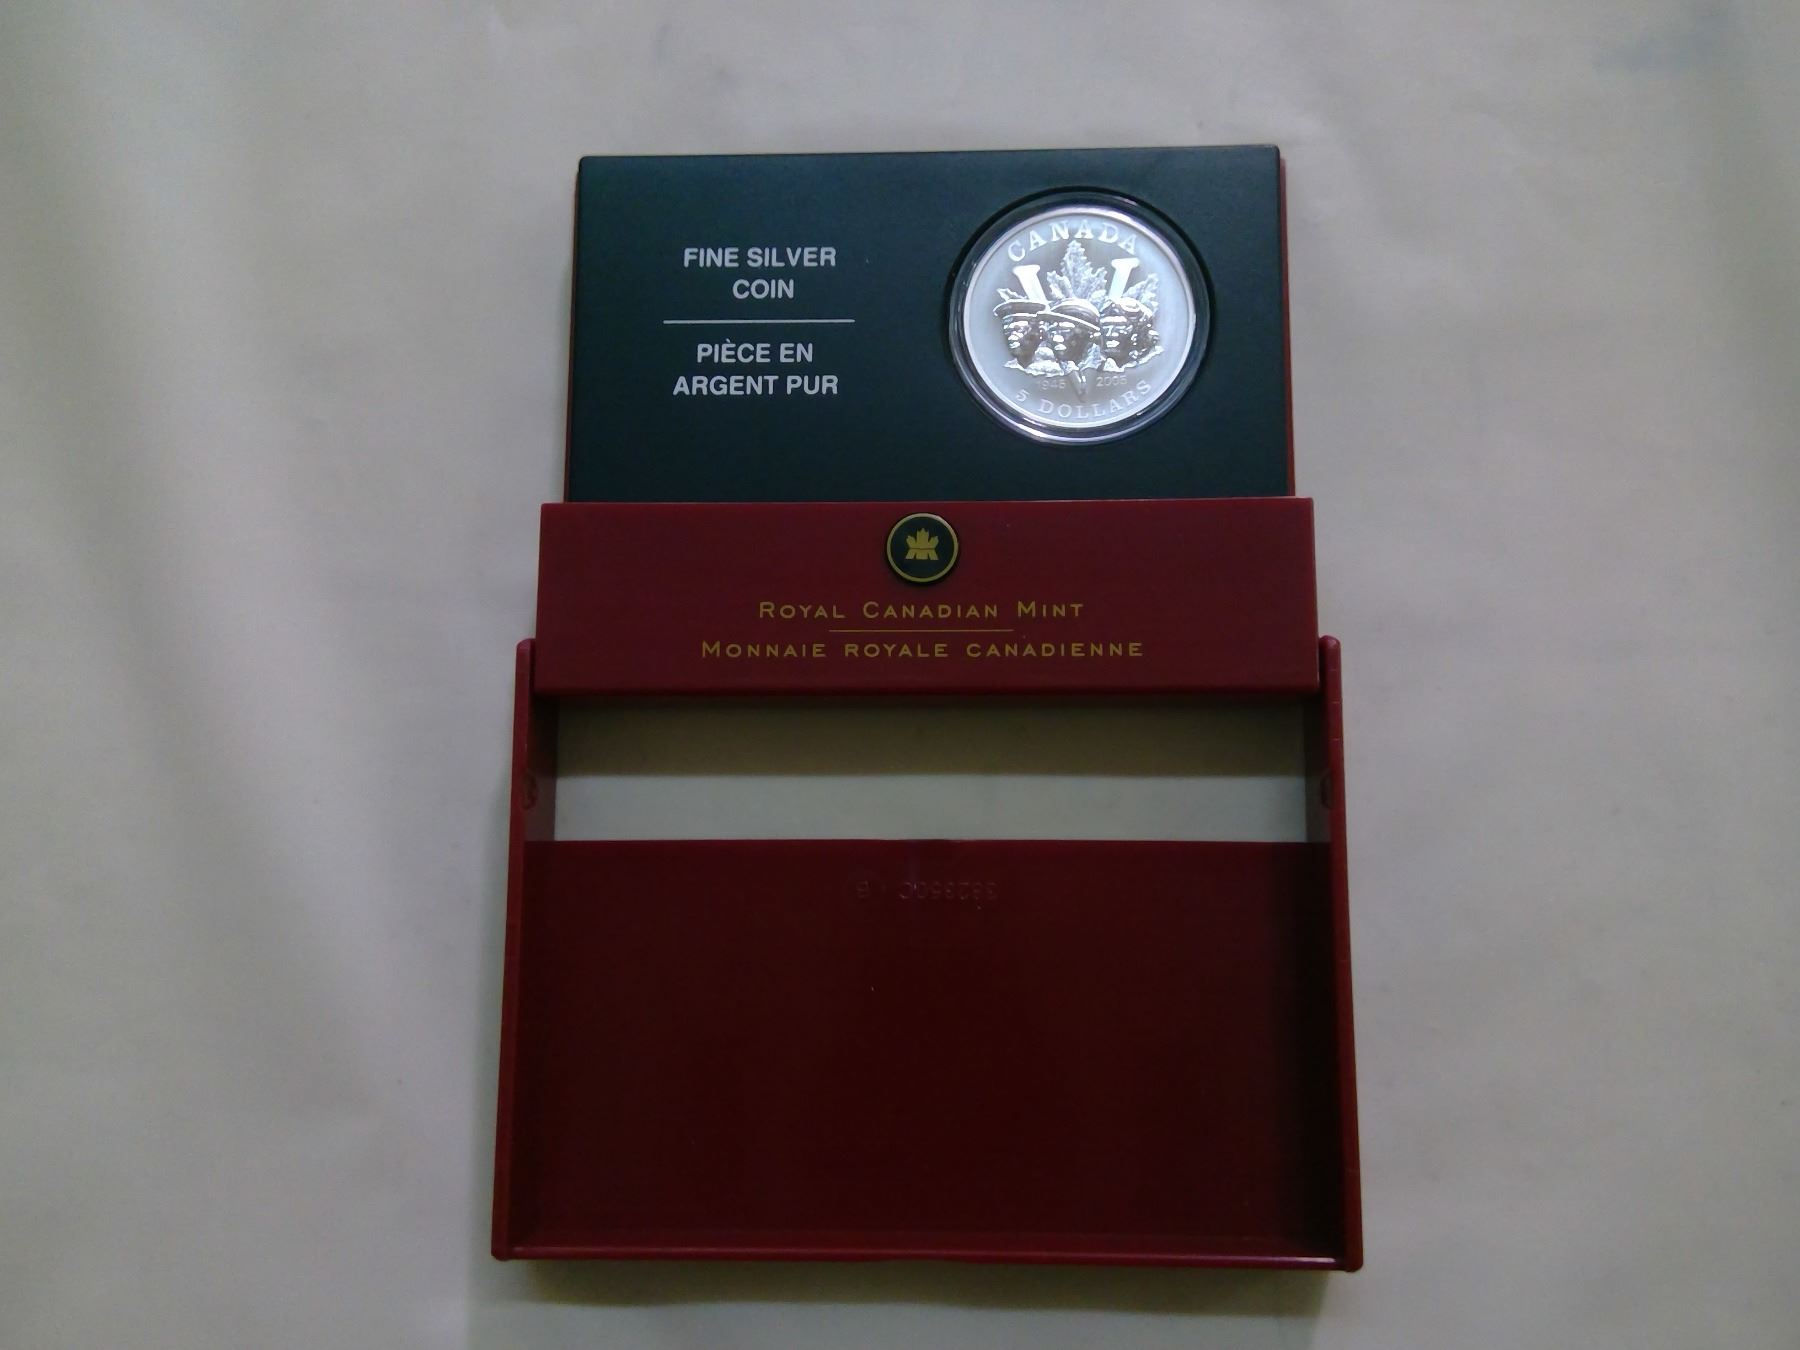 FINE SILVER
COIN
PIÈCE EN
ARGENT PUR
CANADA
1945 2005
5 DOLLARS
ROYAL CANADIAN MINT
MONNAIE ROYALE CANADIENNE